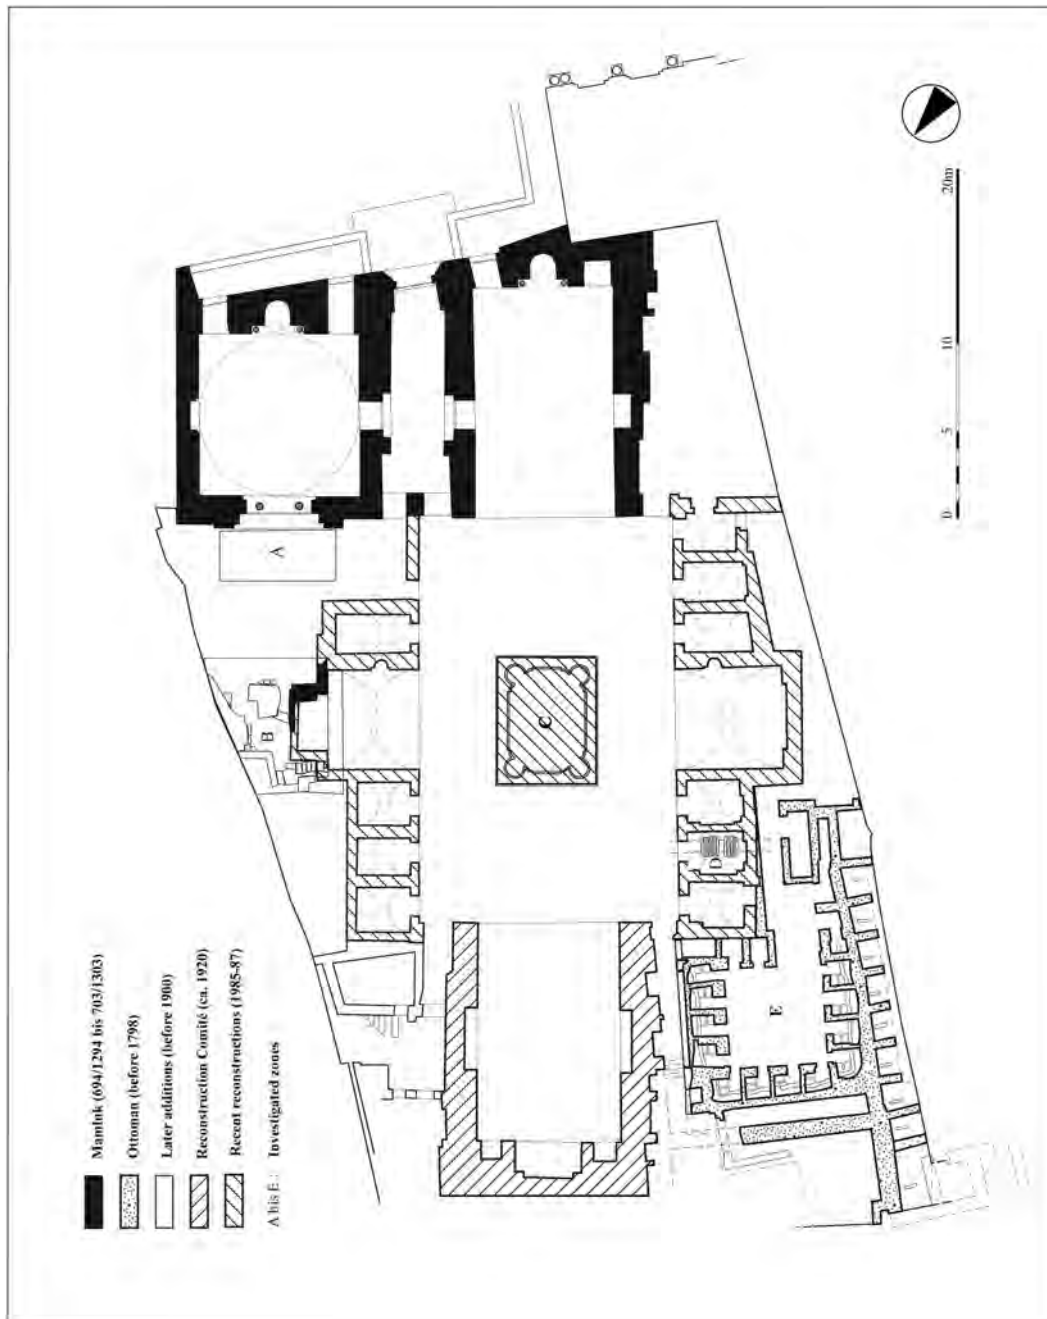 Mamluk (694/1294 bis 703/1303)
Ottoman (before 1798)
Later additions (before 1900)
Reconstruction Comité (ca. 1920)
Recent reconstructions (1985-87)
A bis E.: Investigated zones
A
B
C
D
E
0 5 10 20m